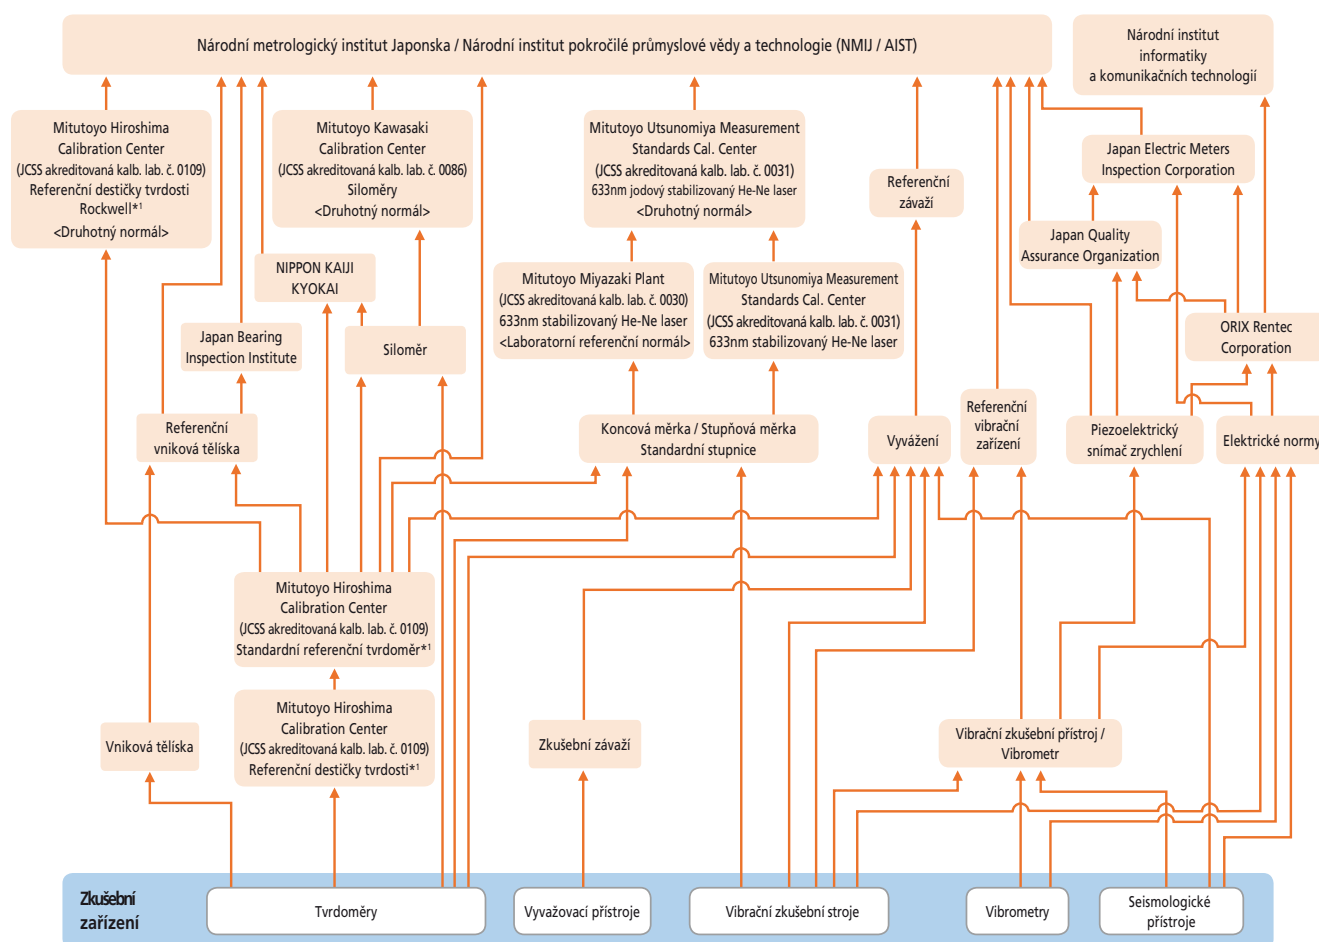 Národní metrologický institut Japonska / Národní institut pokročilé průmyslové vědy a technologie (NMIJ / AIST)
Národní institut
informatiky
a komunikačních technologií
Mitutoyo Hiroshima
Calibration Center
(JCSS akreditovaná kalb. lab. č. 0109)
Referenční destičky tvrdosti
Rockwell*1
<Druhotný normál>
Mitutoyo Kawasaki
Calibration Center
(JCSS akreditovaná kalb. lab. č. 0086)
Siloměry
<Druhotný normál>
Mitutoyo Utsunomiya Measurement
Standards Cal. Center
(JCSS akreditovaná kalb. lab. č. 0031)
633nm jodový stabilizovaný He-Ne laser
<Druhotný normál>
Referenční
závaží
Japan Electric Meters
Inspection Corporation
Japan Quality
Assurance Organization
NIPPON KAIJI
KYOKAI
Mitutoyo Miyazaki Plant
(JCSS akreditovaná kalb. lab. č. 0030)
633nm stabilizovaný He-Ne laser
<Laboratorní referenční normál>
Mitutoyo Utsunomiya Measurement
Standards Cal. Center
(JCSS akreditovaná kalb. lab. č. 0031)
633nm stabilizovaný He-Ne laser
Japan Bearing
Inspection Institute
Siloměr
ORIX Rentec
Corporation
Referenční
vniková tělíska
Koncová měrka / Stupňová měrka
Standardní stupnice
Vyvážení
Referenční
vibrační
zařízení
Piezoelektrický
snímač zrychlení
Elektrické normy
Mitutoyo Hiroshima
Calibration Center
(JCSS akreditovaná kalb. lab. č. 0109)
Standardní referenční tvrdoměr*1
Mitutoyo Hiroshima
Calibration Center
(JCSS akreditovaná kalb. lab. č. 0109)
Referenční destičky tvrdosti*1
Vniková tělíska
Zkušební závaží
Vibrační zkušební přístroj /
Vibrometr
Zkušební
zařízení
Tvrdoměry
Vyvažovací přístroje
Vibrační zkušební stroje
Vibrometry
Seismologické
přístroje